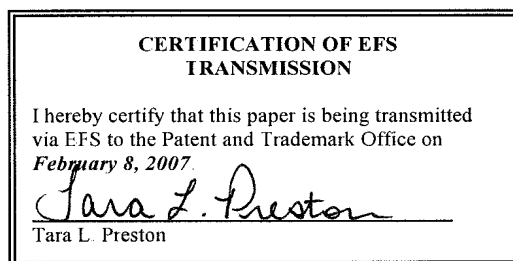 CERTIFICATION OF EFS
TRANSMISSION
I hereby certify that this paper is being transmitted
via EFS to the Patent and Trademark Office on
February 8, 2007.
Tara L. Preston
Tara L. Preston